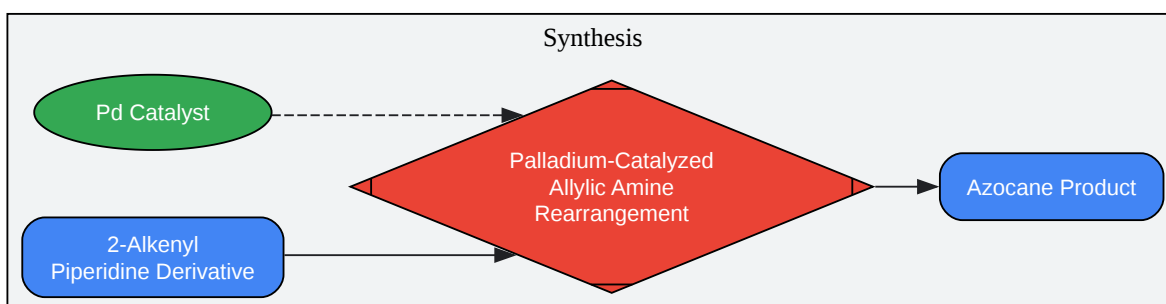 Synthesis
Pd Catalyst
2-Alkenyl
Piperidine Derivative
Palladium-Catalyzed
Allylic Amine
Rearrangement
Azocane Product